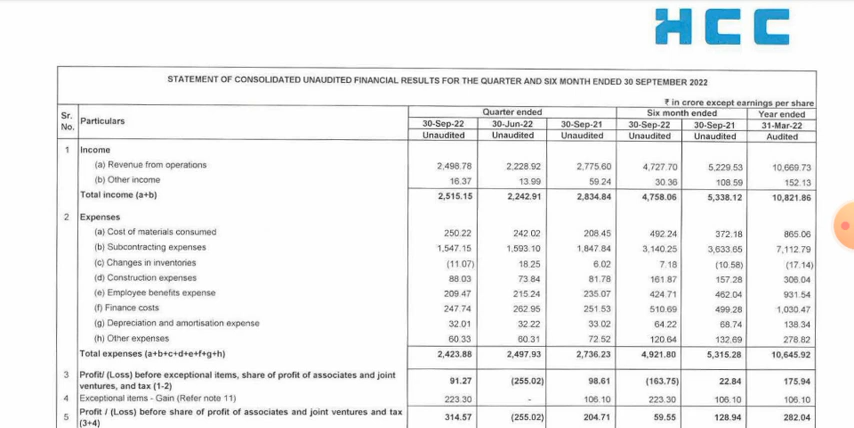 HCC
STATEMENT OF CONSOLIDATED UNAUDITED FINANCIAL RESULTS FOR THE QUARTER AND SIX MONTH ENDED 30 SEPTEMBER 2022
₹ in crore except earnings per share
Sr. No. Particulars Quarter ended Six month ended Year ended
30-Sep-22 30-Jun-22 30-Sep-21 30-Sep-22 30-Sep-21 31-Mar-22
Unaudited Unaudited Unaudited Unaudited Unaudited Audited
1 Income
(a) Revenue from operations 2,498.78 2,228.92 2,775.60 4,727.70 5,229.53 10,669.73
(b) Other income 16.37 13.99 59.24 30.36 108.59 152.13
Total income (a+b) 2,515.15 2,242.91 2,834.84 4,758.06 5,338.12 10,821.86
2 Expenses
(a) Cost of materials consumed 250.22 242.02 208.45 492.24 372.18 865.06
(b) Subcontracting expenses 1,547.15 1,593.10 1,847.84 3,140.25 3,633.65 7,112.79
(c) Changes in inventories (11.07) 18.25 6.02 7.18 (10.58) (17.14)
(d) Construction expenses 88.03 73.84 81.78 161.87 157.28 306.04
(e) Employee benefits expense 209.47 215.24 235.07 424.71 462.04 931.54
(f) Finance costs 247.74 262.95 251.53 510.69 499.28 1,030.47
(g) Depreciation and amortisation expense 32.01 32.22 33.02 64.22 68.74 138.34
(h) Other expenses 60.33 60.31 72.52 120.64 132.69 278.82
Total expenses (a+b+c+d+e+f+g+h) 2,423.88 2,497.93 2,736.23 4,921.80 5,315.28 10,645.92
3 Profit/ (Loss) before exceptional items, share of profit of associates and joint
ventures, and tax (1-2) 91.27 (255.02) 98.61 (163.75) 22.84 175.94
4 Exceptional items - Gain (Refer note 11) 223.30 - 106.10 223.30 106.10 106.10
5 Profit / (Loss) before share of profit of associates and joint ventures and tax
(3+4) 314.57 (255.02) 204.71 59.55 128.94 282.04